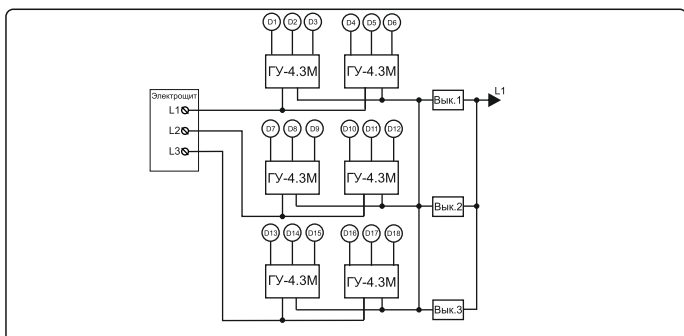 D1 D2 D3 D4 D5 D6
ГУ-4.3М ГУ-4.3М
Электрощит
L1
Вык.1
L1
L2
D7 D8 D9 D10 D11 D12
L3
ГУ-4.3М ГУ-4.3М
Вык.2
D13 D14 D15 D16 D17 D18
ГУ-4.3М ГУ-4.3М
Вык.3